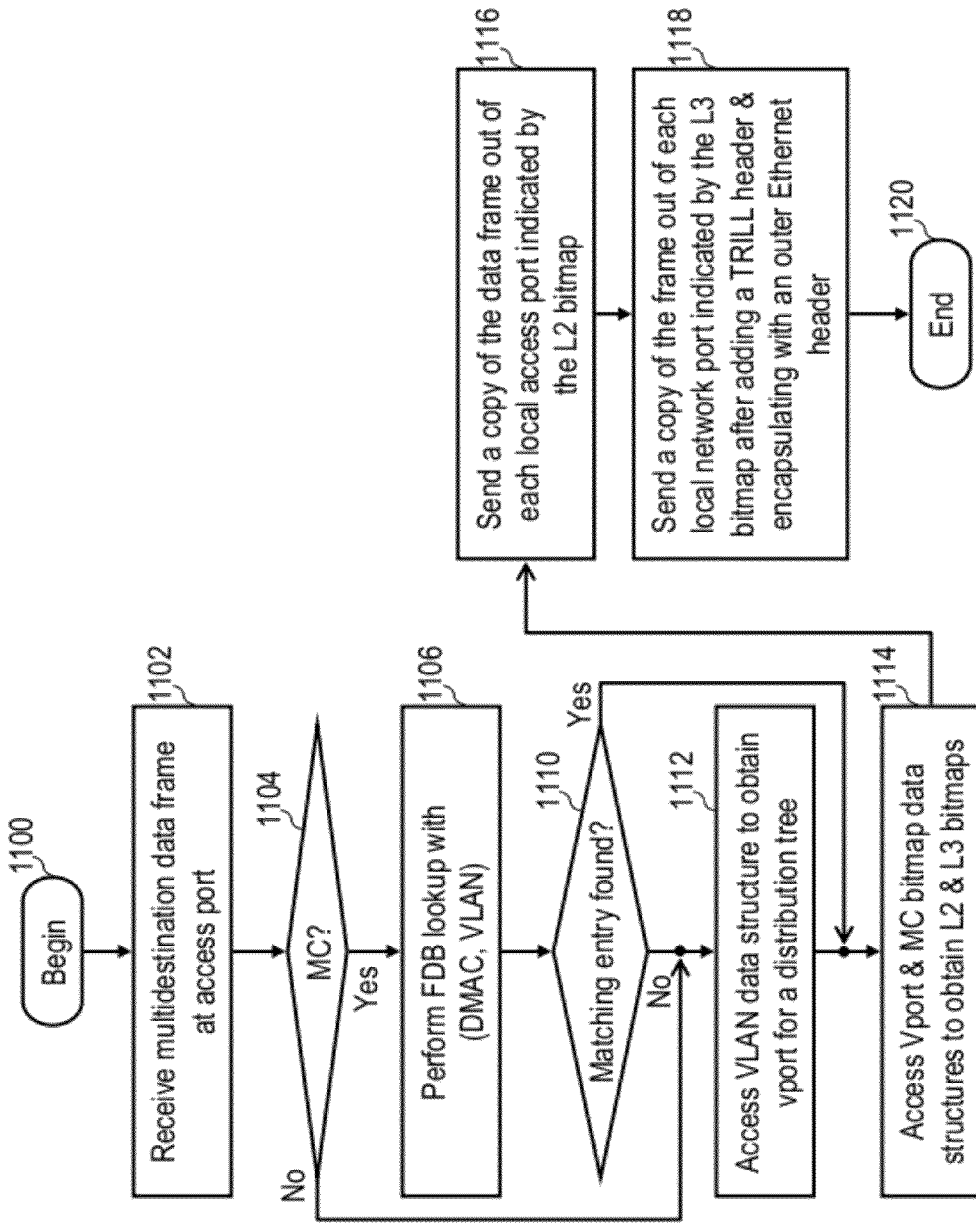 1100
Begin
1102
Receive multidestination data frame
at access port
1104
MC?
No
Yes
1106
Perform FDB lookup with
(DMAC, VLAN)
1110
Matching entry found?
Yes
No
1112
Access VLAN data structure to obtain
vport for a distribution tree
1114
Access Vport & MC bitmap data
structures to obtain L2 & L3 bitmaps
1116
Send a copy of the data frame out of
each local access port indicated by
the L2 bitmap
1118
Send a copy of the frame out of each
local network port indicated by the L3
bitmap after adding a TRILL header &
encapsulating with an outer Ethernet
header
1120
End